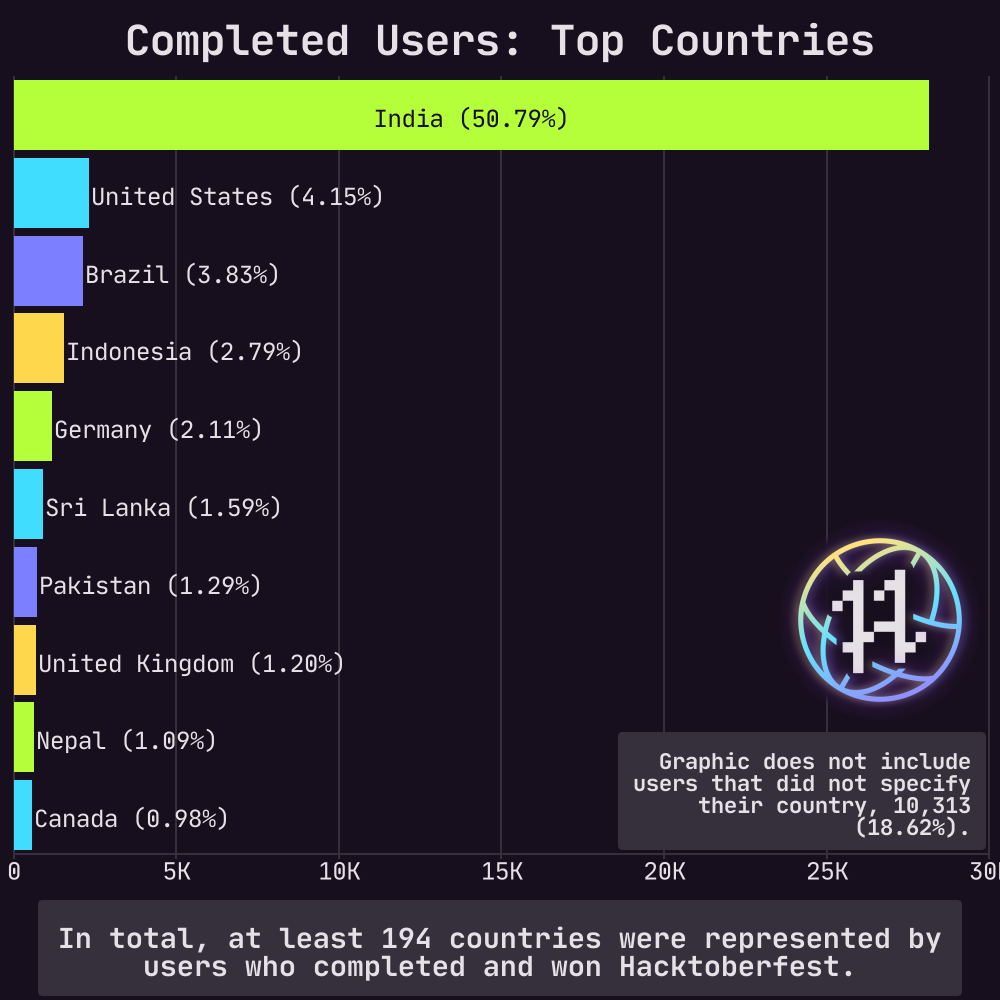 Completed Users: Top Countries
India (50.79%)
United States (4.15%)
Brazil (3.83%)
Indonesia (2.79%)
Germany (2.11%)
Sri Lanka (1.59%)
Pakistan (1.29%)
United Kingdom (1.20%)
Nepal (1.09%)
Canada (0.98%)
Graphic does not include
users that did not specify
their country, 10,313
(18.62%).
0 5K 10K 15K 20K 25K 30K
In total, at least 194 countries were represented by
users who completed and won Hacktoberfest.